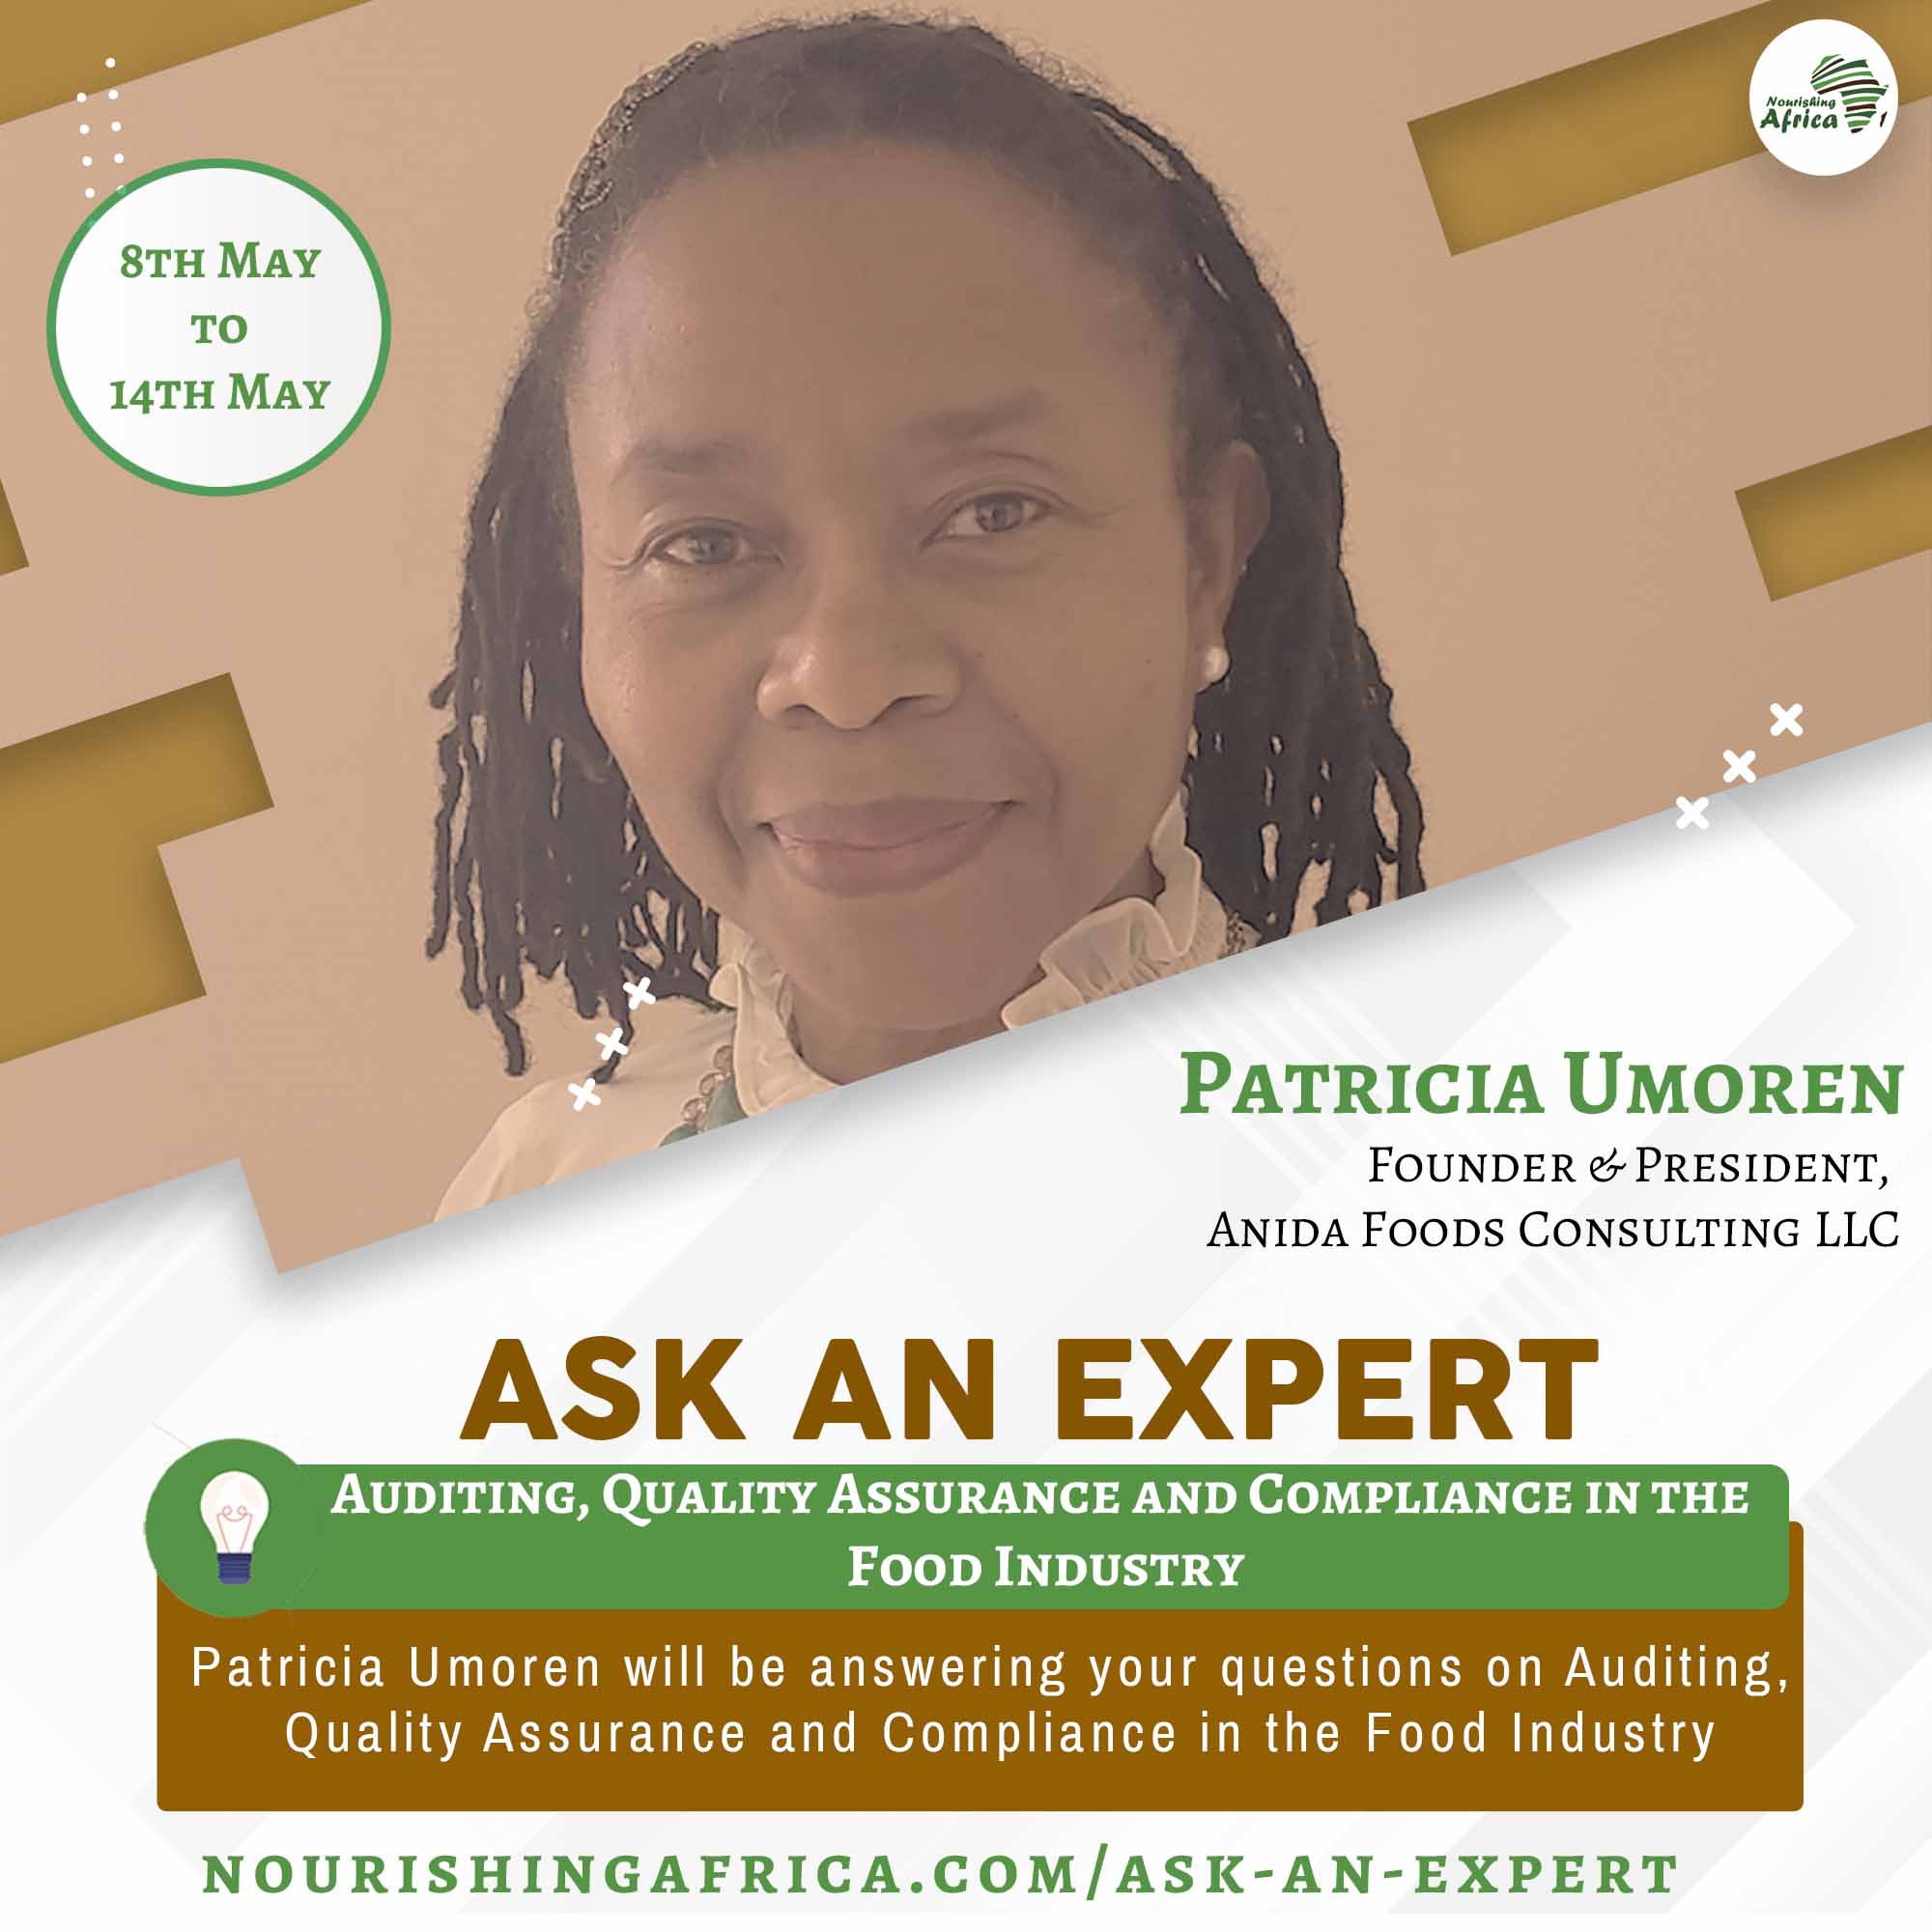 8th May
to
14th May
Nourishing
Africa
Patricia Umoren
Founder & President,
Anida Foods Consulting LLC
ASK AN EXPERT
Auditing, Quality Assurance and Compliance in the
Food Industry
Patricia Umoren will be answering your questions on Auditing,
Quality Assurance and Compliance in the Food Industry
nourishingafrica.com/ask-an-expert